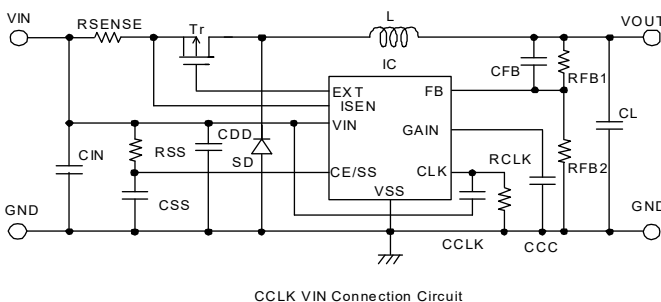 VIN
RSENSE
Tr
L
VOUT
IC
CFB
RFB1
EXT
ISEN
FB
VIN
GAIN
CL
CDD
RSS
SD
CIN
RCLK
RFB2
CE/SS
CLK
VSS
CSS
GND
GND
CCLK
CCC
CCLK VIN Connection Circuit